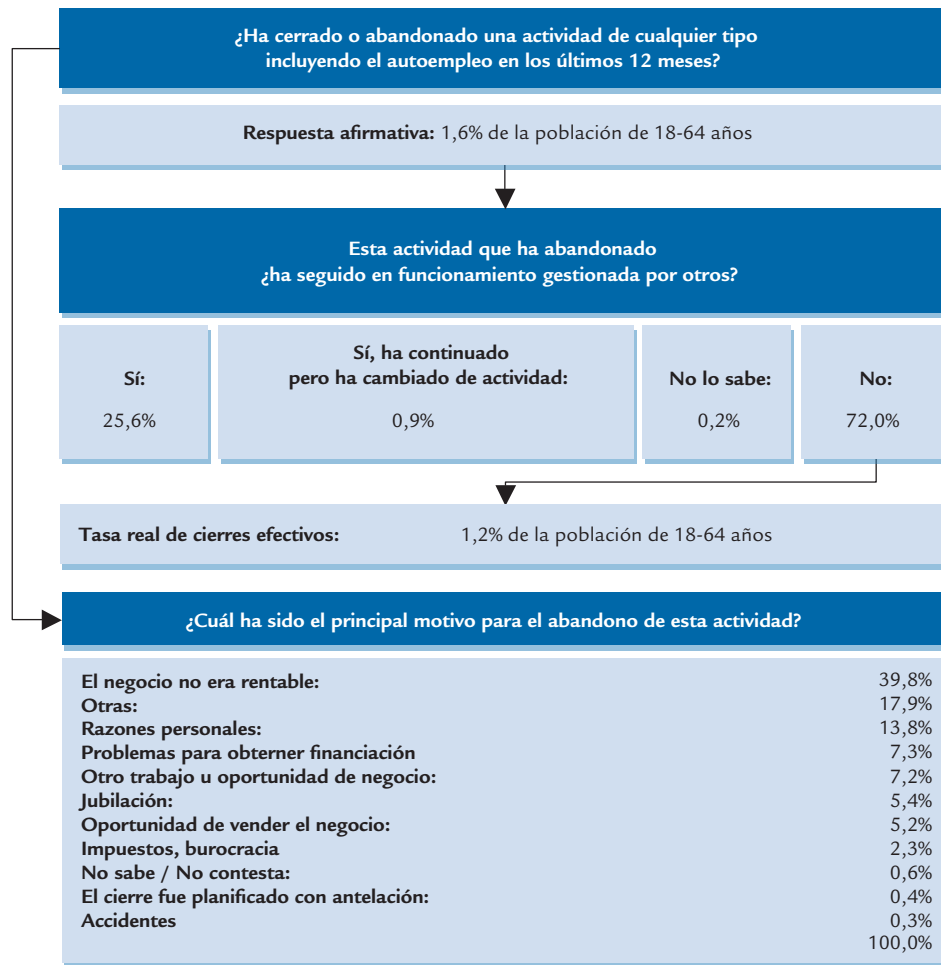 ¿Ha cerrado o abandonado una actividad de cualquier tipo
incluyendo el autoempleo en los últimos 12 meses?
Respuesta afirmativa: 1,6% de la población de 18-64 años
Esta actividad que ha abandonado
¿ha seguido en funcionamiento gestionada por otros?
Sí:
25,6%
Sí, ha continuado
pero ha cambiado de actividad:
0,9%
No lo sabe:
0,2%
No:
72,0%
Tasa real de cierres efectivos: 1,2% de la población de 18-64 años
¿Cuál ha sido el principal motivo para el abandono de esta actividad?
El negocio no era rentable: 39,8%
Otras: 17,9%
Razones personales: 13,8%
Problemas para obterner financiación 7,3%
Otro trabajo u oportunidad de negocio: 7,2%
Jubilación: 5,4%
Oportunidad de vender el negocio: 5,2%
Impuestos, burocracia 2,3%
No sabe / No contesta: 0,6%
El cierre fue planificado con antelación: 0,4%
Accidentes 0,3%
100,0%